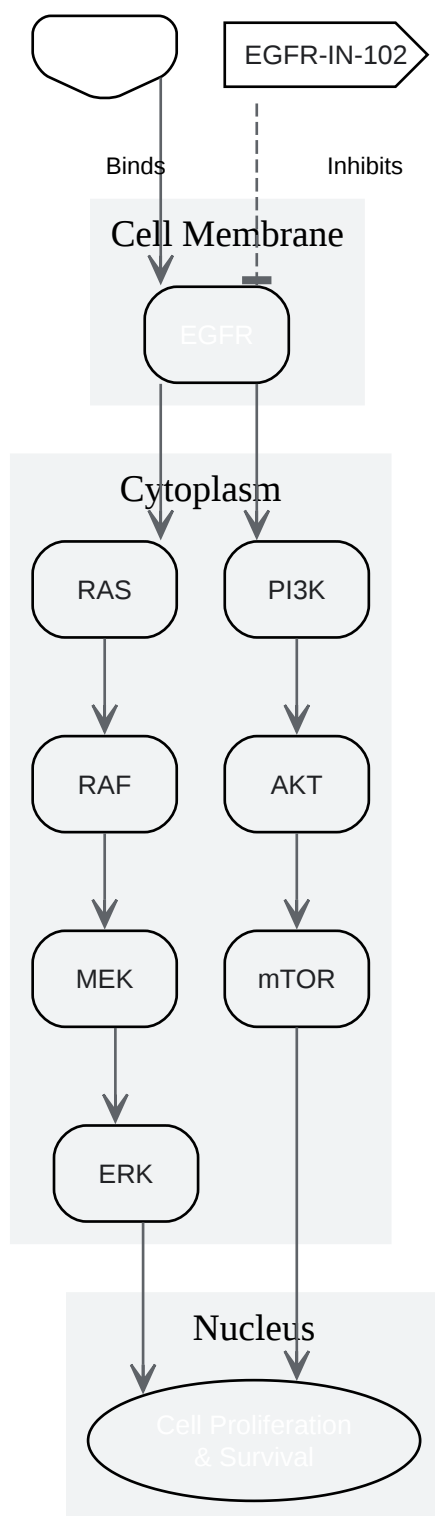 EGFR-IN-102
Binds
Inhibits
Cell Membrane
EGFR
Cytoplasm
RAS
PI3K
RAF
AKT
MEK
mTOR
ERK
Nucleus
Cell Proliferation
& Survival